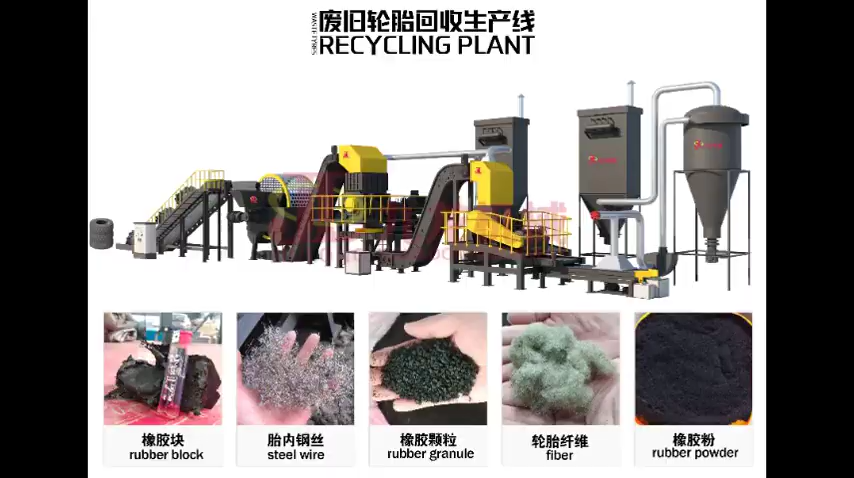 废旧轮胎回收生产线
WASTE TYRES
RECYCLING PLANT
橡胶块
rubber block
胎内钢丝
steel wire
橡胶颗粒
rubber granule
轮胎纤维
fiber
橡胶粉
rubber powder